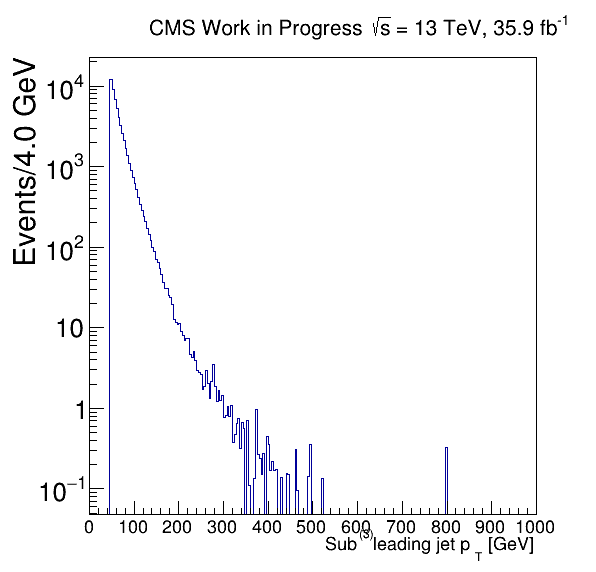 CMS Work in Progress √s = 13 TeV, 35.9 fb⁻¹
Events/4.0 GeV
10⁴
10³
10²
10
1
10⁻¹
0 100 200 300 400 500 600 700 800 900 1000
Sub⁽³⁾leading jet p_T [GeV]